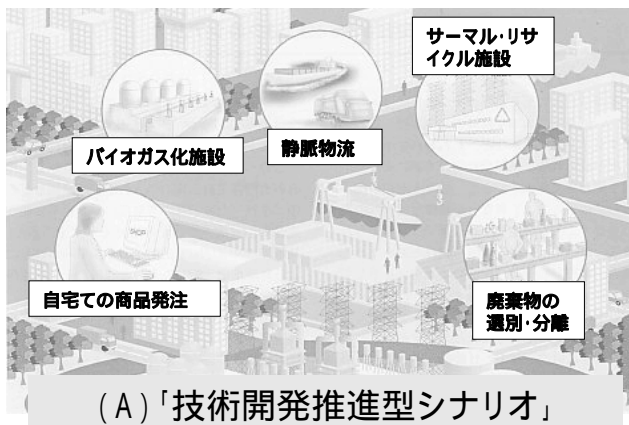 サーマル・リサ
イクル施設
バイオガス化施設
静脈物流
SHOP
自宅ての商品発注
廃棄物の
選別・分離
(A)「技術開発推進型シナリオ」